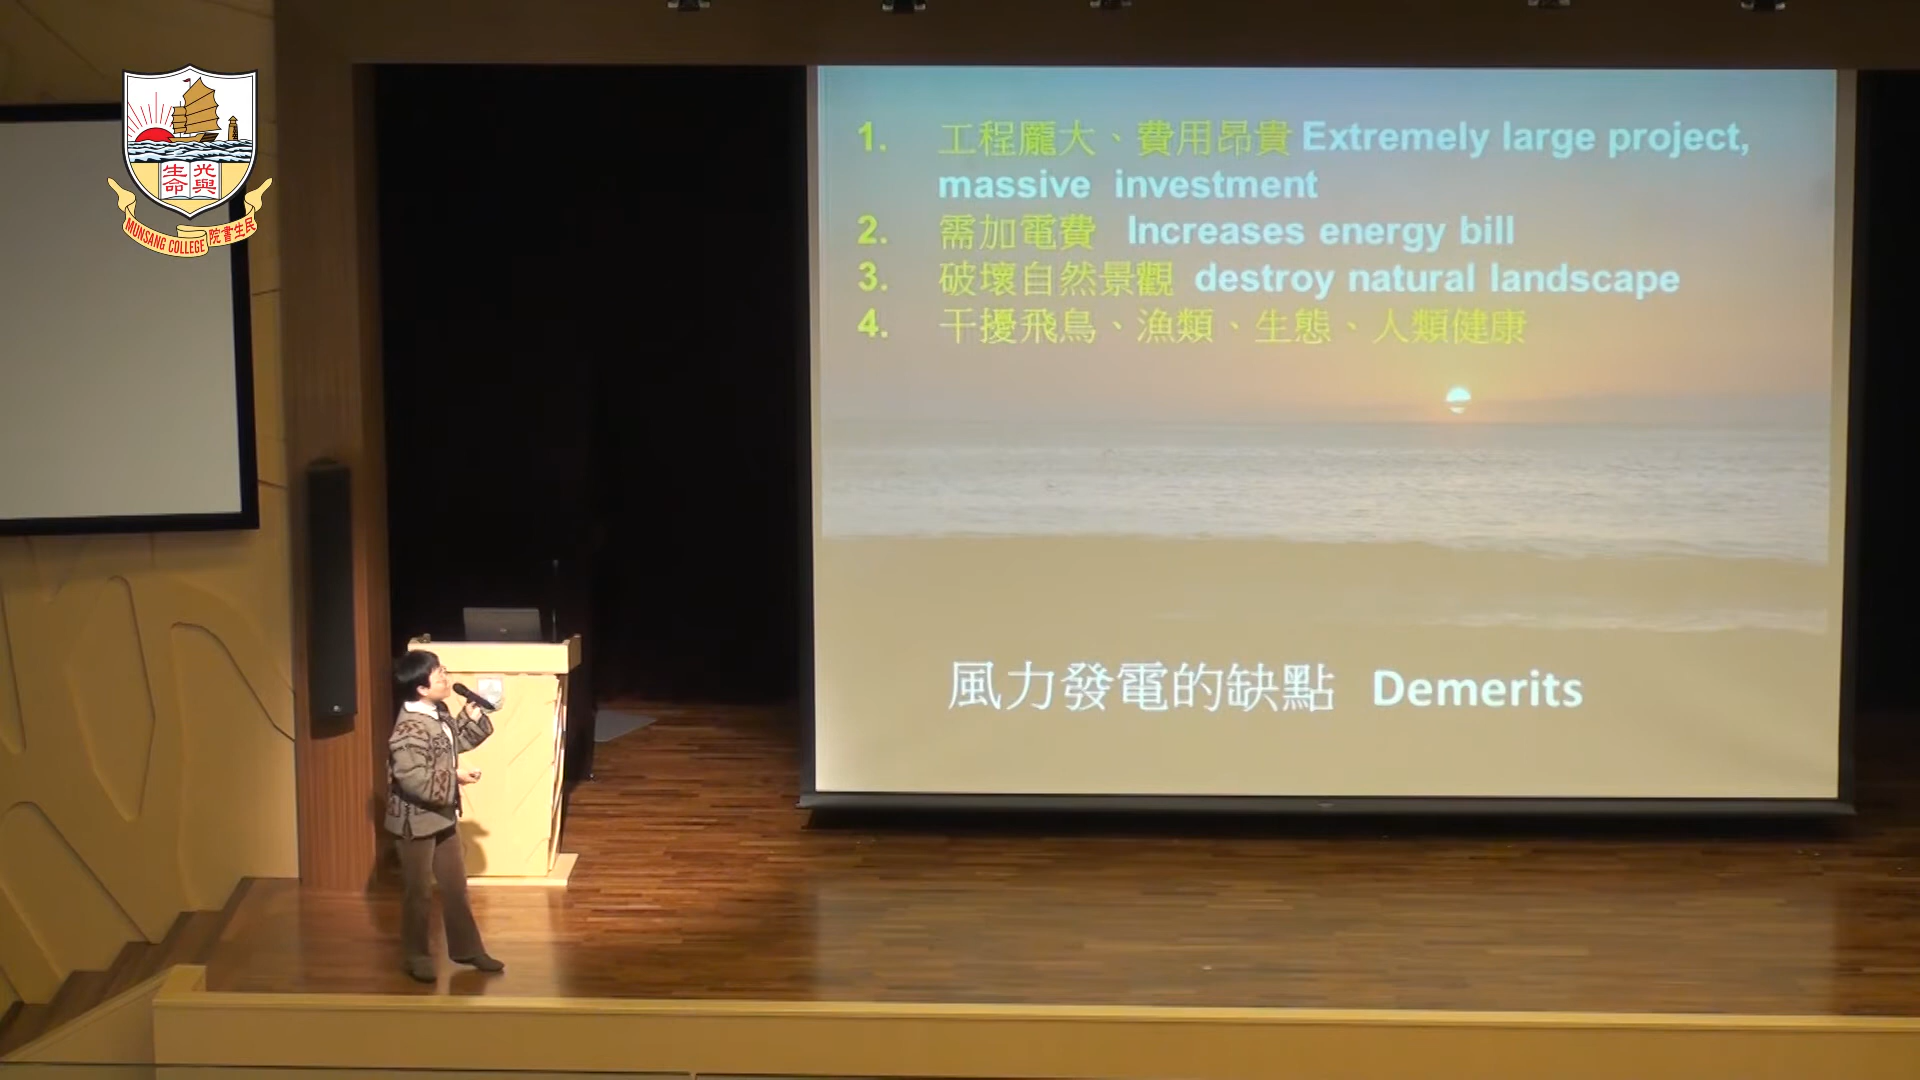 光與
生命
MUNSANG COLLEGE 院書生民
1. 工程龐大、費用昂貴 Extremely large project,
massive investment
2. 需加電費 Increases energy bill
3. 破壞自然景觀 destroy natural landscape
4. 干擾飛鳥、漁類、生態、人類健康
風力發電的缺點 Demerits